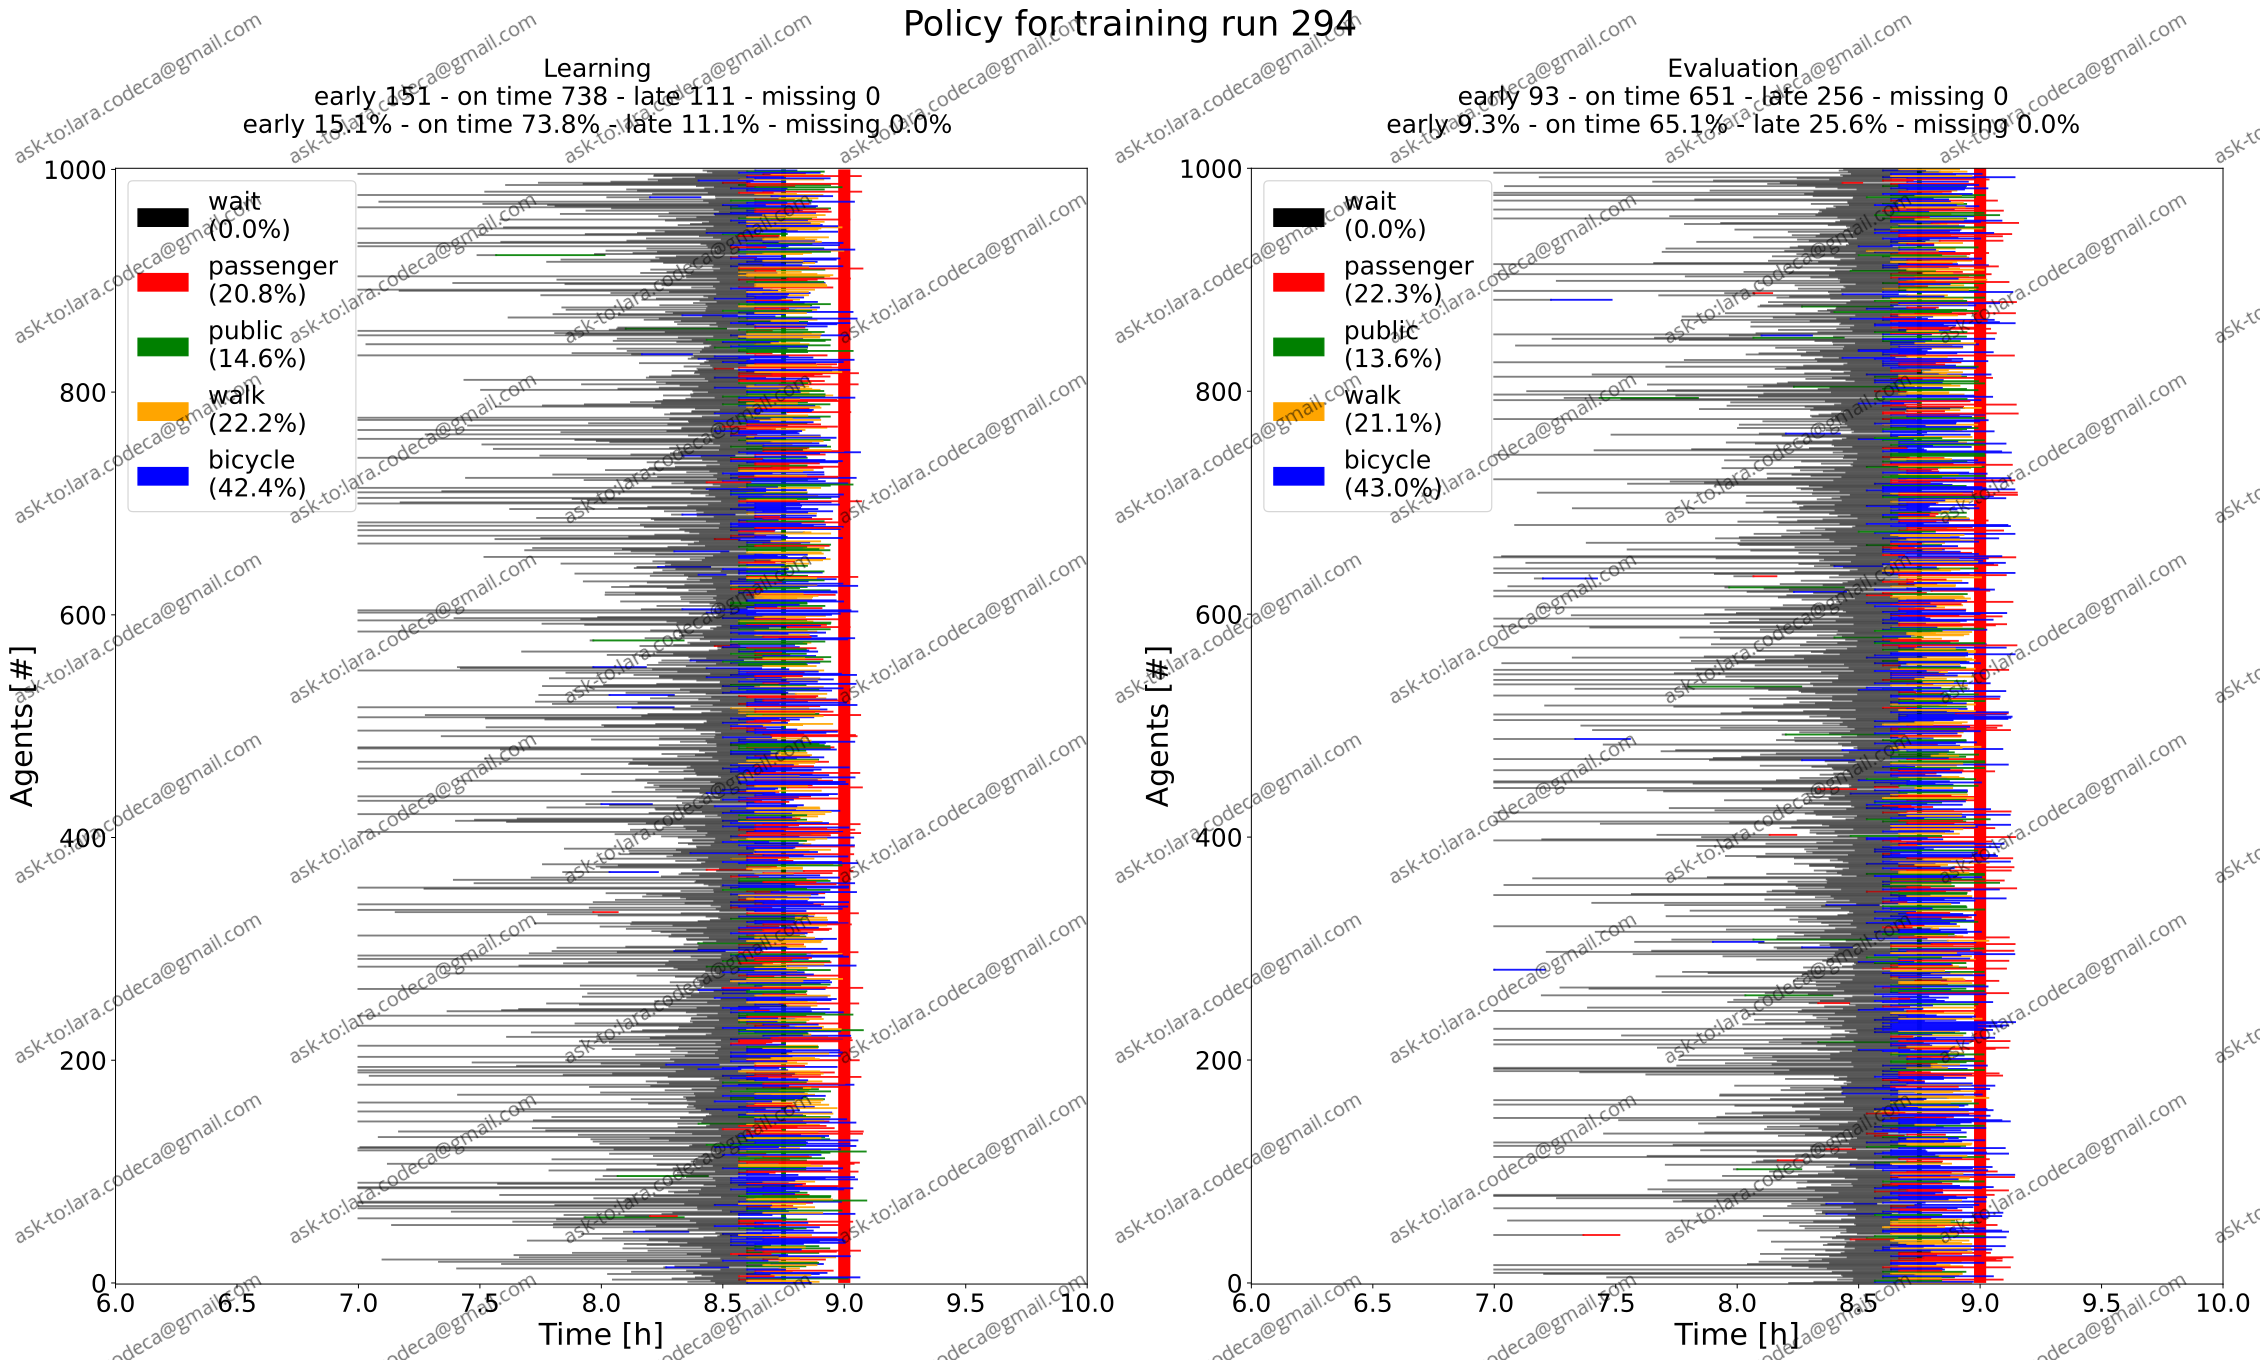 Policy for training run 294
Learning
early 151 - on time 738 - late 111 - missing 0
early 15.1% - on time 73.8% - late 11.1% - missing 0.0%
wait
(0.0%)
passenger
(20.8%)
public
(14.6%)
walk
(22.2%)
bicycle
(42.4%)
Agents [#]
1000
800
600
400
200
0
6.0 6.5 7.0 7.5 8.0 8.5 9.0 9.5 10.0
Time [h]
Evaluation
early 93 - on time 651 - late 256 - missing 0
early 9.3% - on time 65.1% - late 25.6% - missing 0.0%
wait
(0.0%)
passenger
(22.3%)
public
(13.6%)
walk
(21.1%)
bicycle
(43.0%)
Agents [#]
1000
800
600
400
200
0
6.0 6.5 7.0 7.5 8.0 8.5 9.0 9.5 10.0
Time [h]
ask-to:lara.codeca@gmail.com